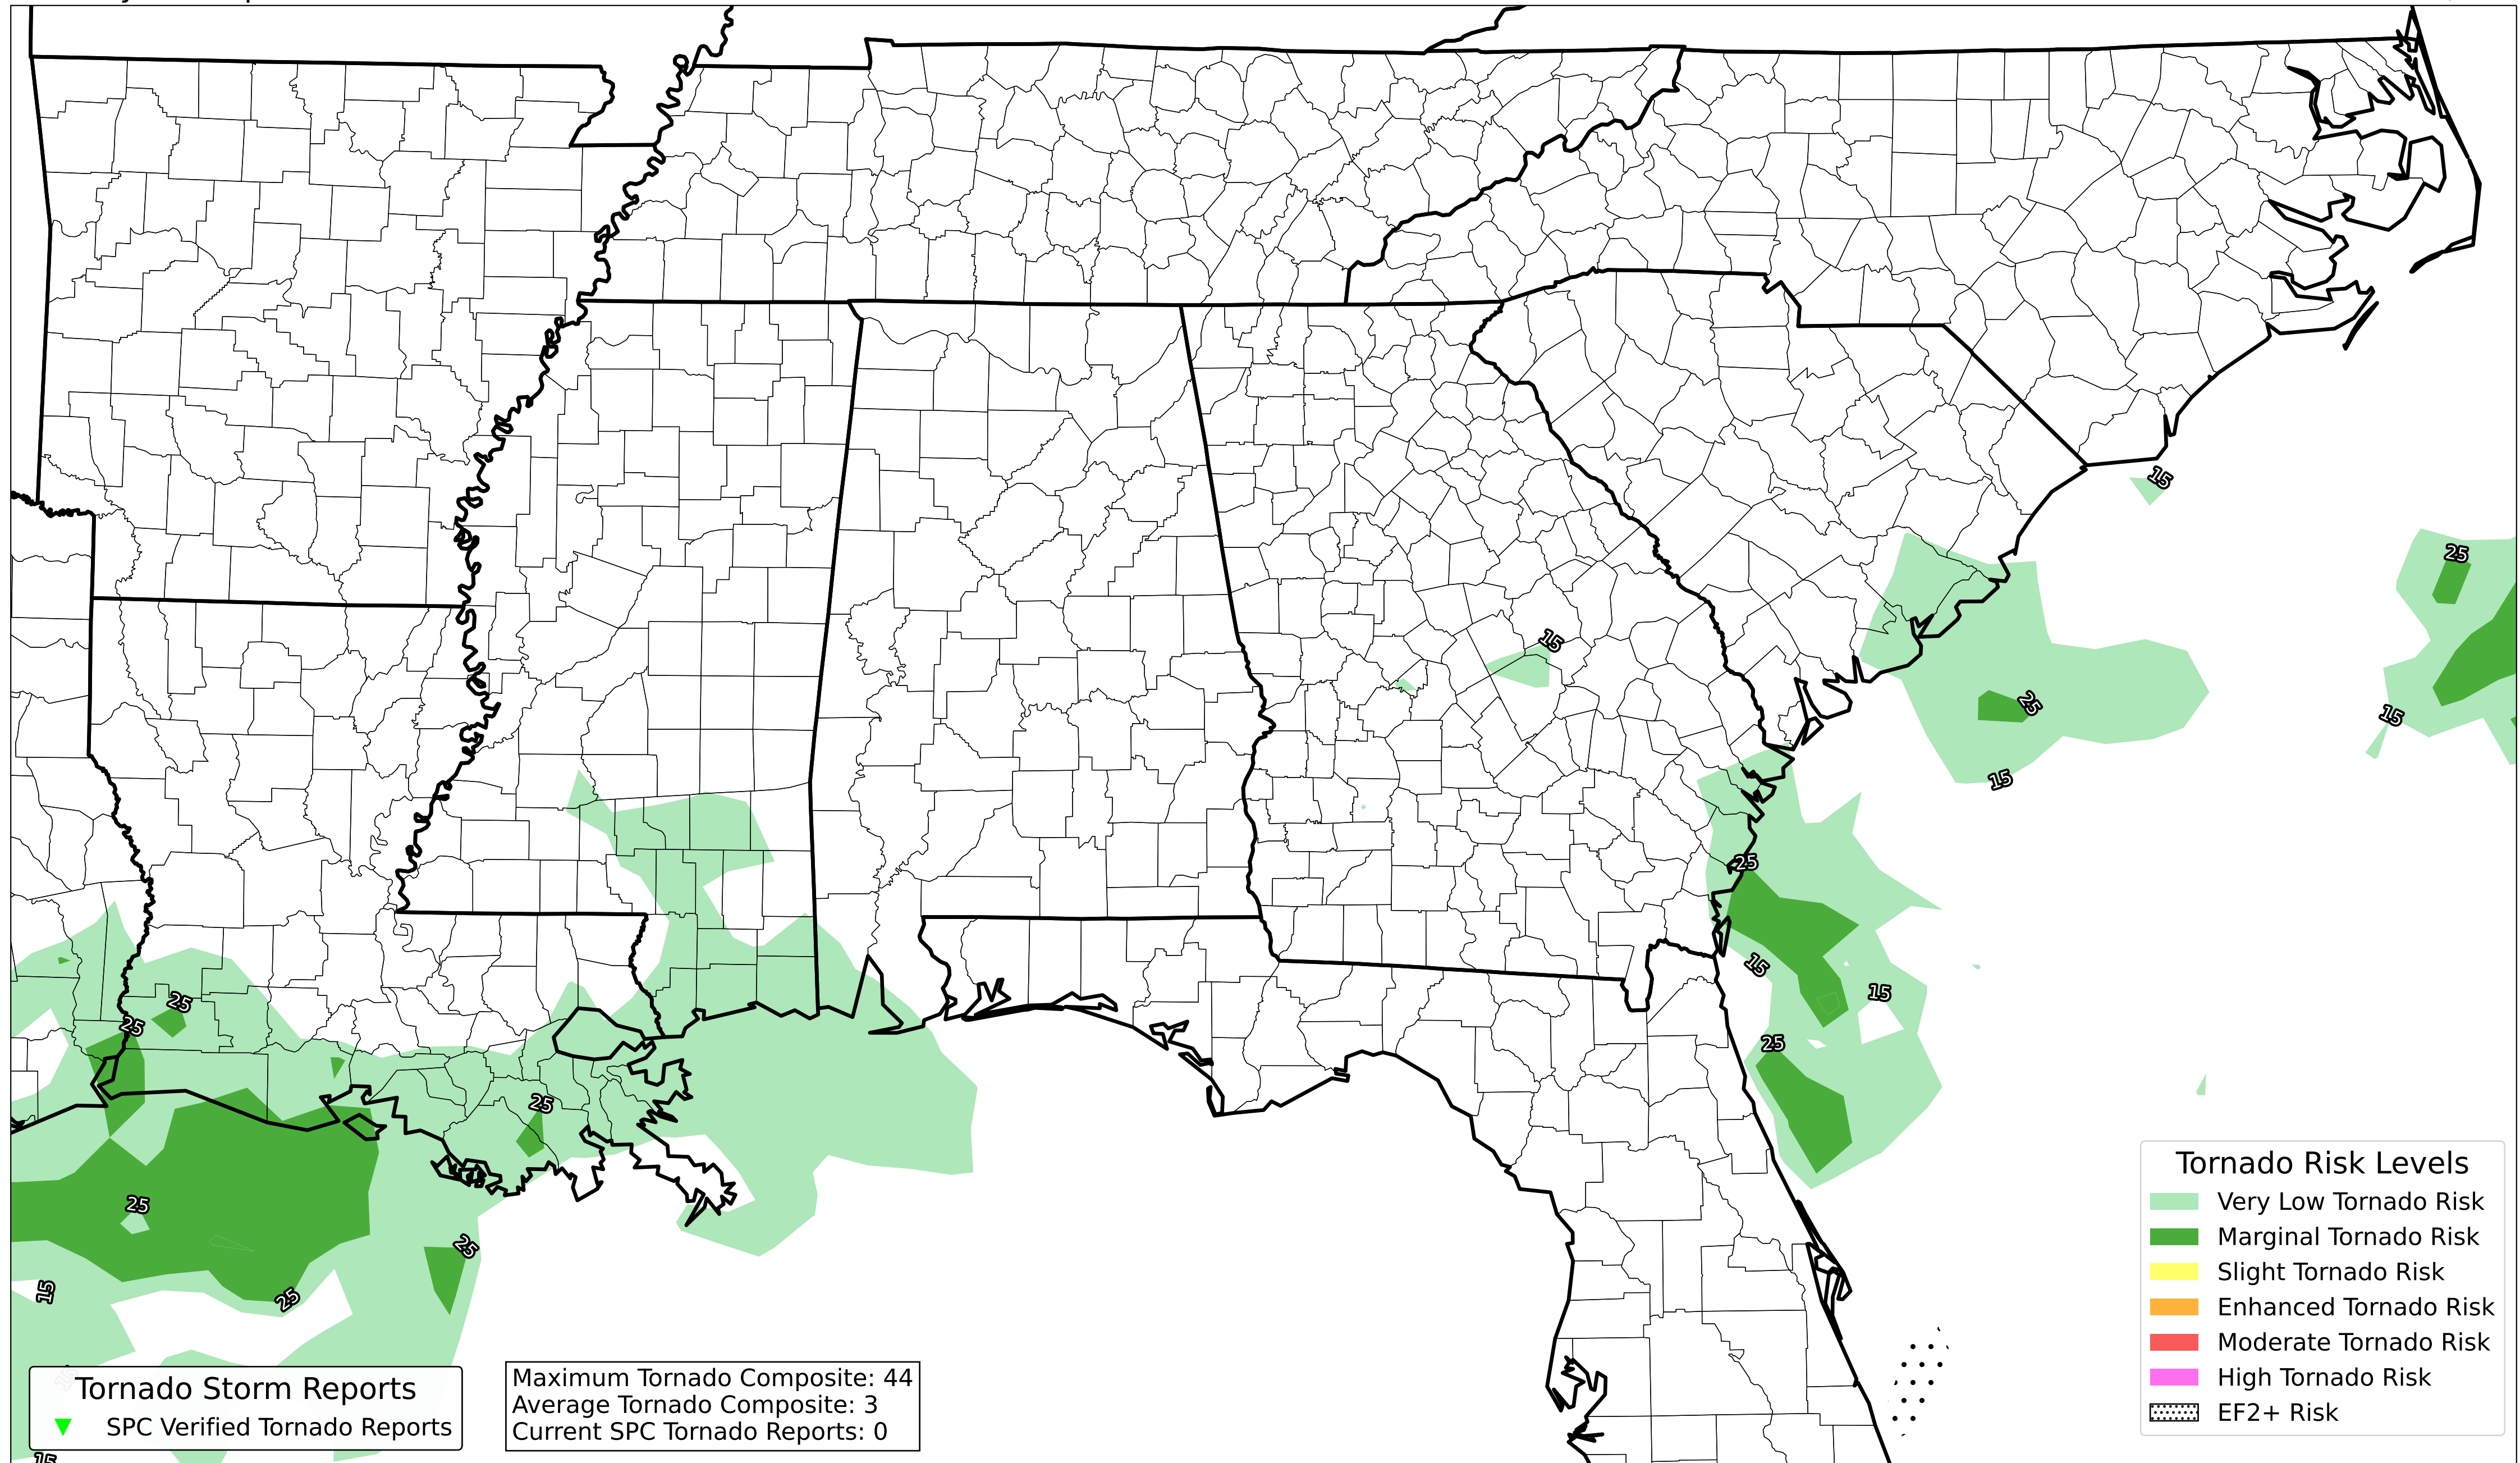 15
25
15
25
25
15
15
25
25
15
15
25
25
25
25
25
15
25
15
Tornado Risk Levels
Very Low Tornado Risk
Marginal Tornado Risk
Slight Tornado Risk
Enhanced Tornado Risk
Moderate Tornado Risk
High Tornado Risk
EF2+ Risk
Tornado Storm Reports
SPC Verified Tornado Reports
Maximum Tornado Composite: 44
Average Tornado Composite: 3
Current SPC Tornado Reports: 0
15